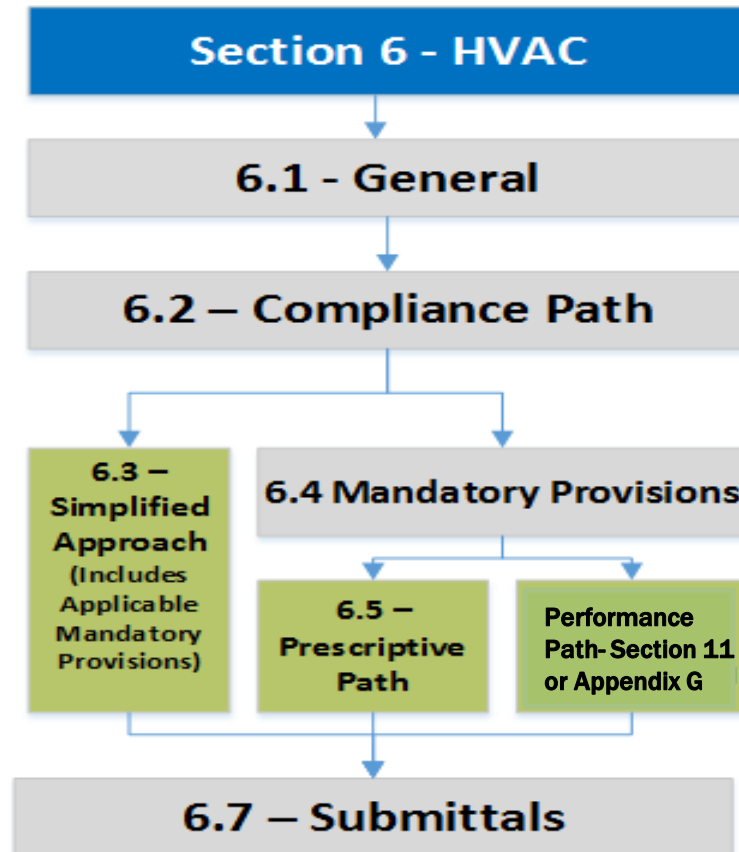 Section 6 - HVAC
6.1 - General
6.2 – Compliance Path
6.3 –
Simplified
Approach
(Includes
Applicable
Mandatory
Provisions)
6.4 Mandatory Provisions
6.5 –
Prescriptive
Path
Performance
Path- Section 11
or Appendix G
6.7 – Submittals